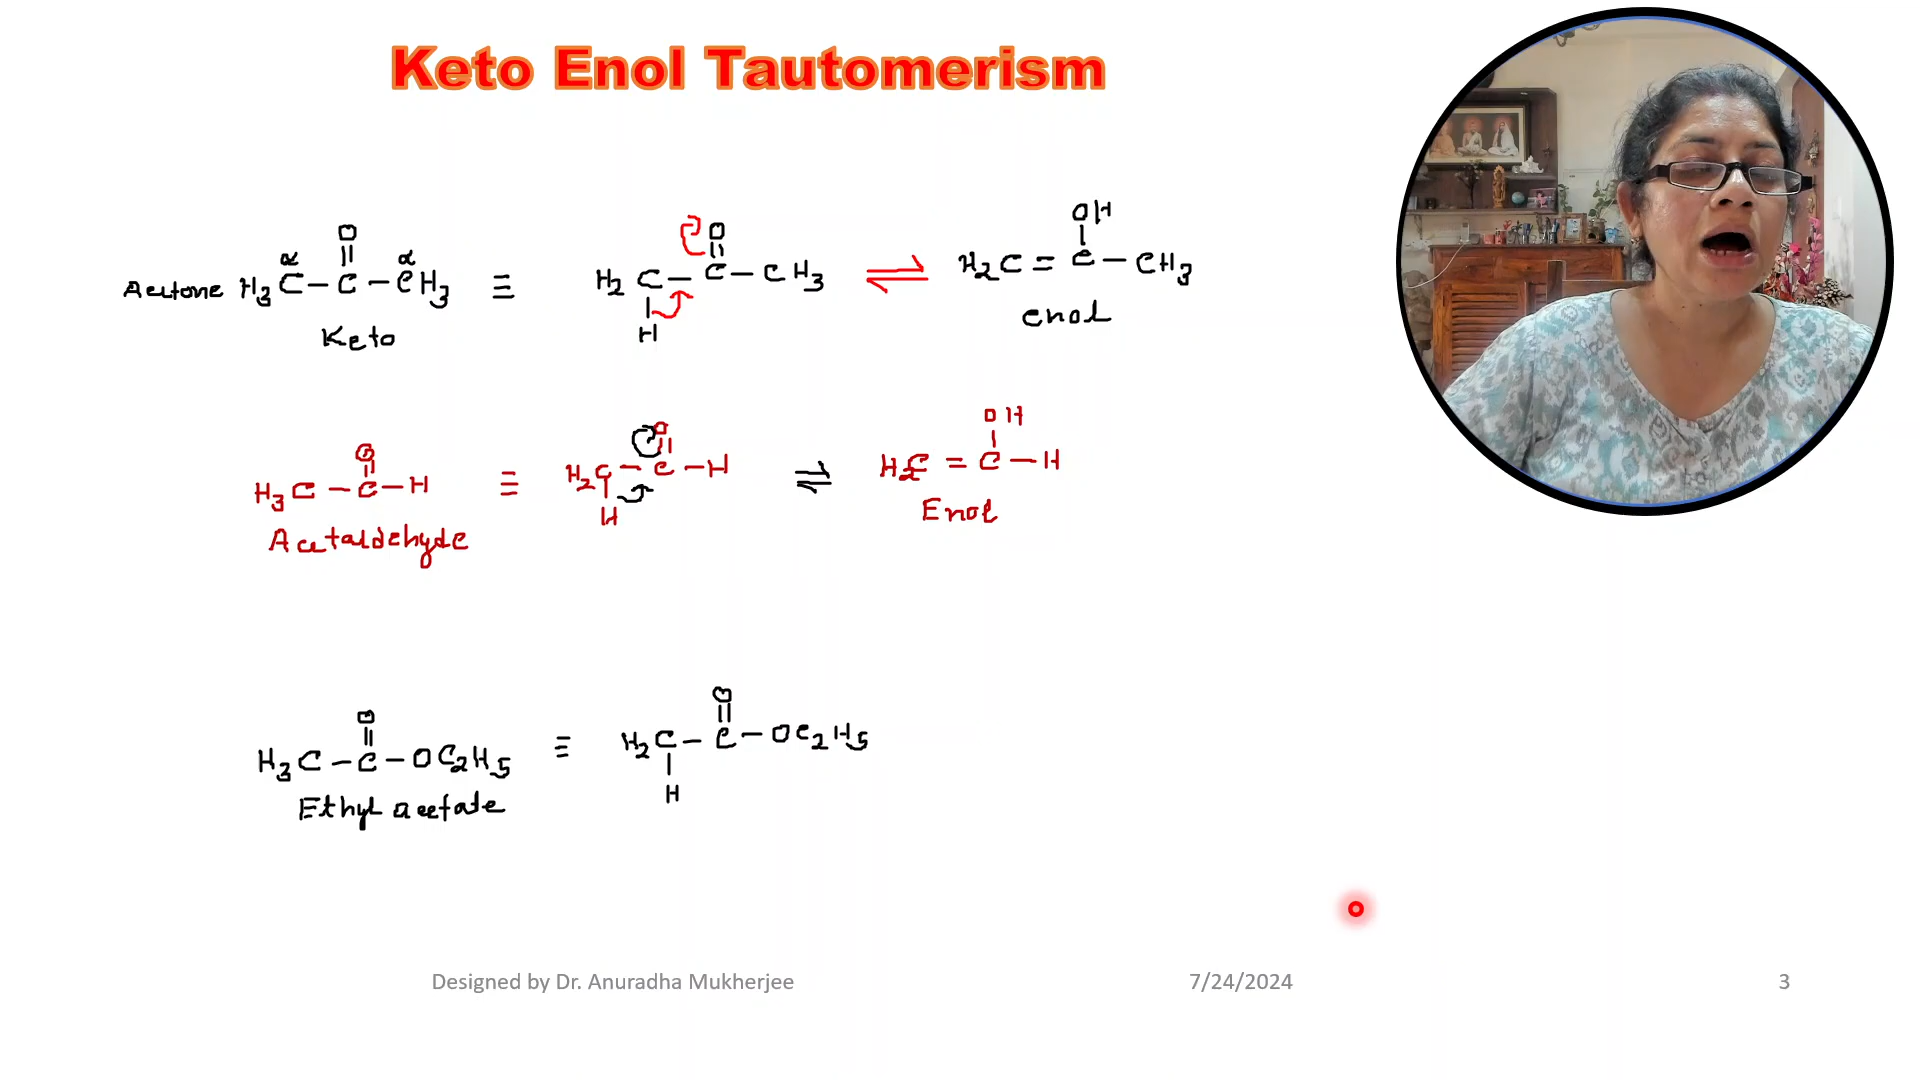 Keto Enol Tautomerism
O
α α
Acetone H3C – C – CH3 ≡
Keto
O
H2C – C – CH3
H
⇌
OH
H2C = C – CH3
enol
O
H3C – C – H ≡
Acetaldehyde
O
H2C – C – H
H
⇌
OH
H2C = C – H
Enol
O
H3C – C – OC2H5 ≡
Ethyl acetate
O
H2C – C – OC2H5
H
Designed by Dr. Anuradha Mukherjee
7/24/2024
3